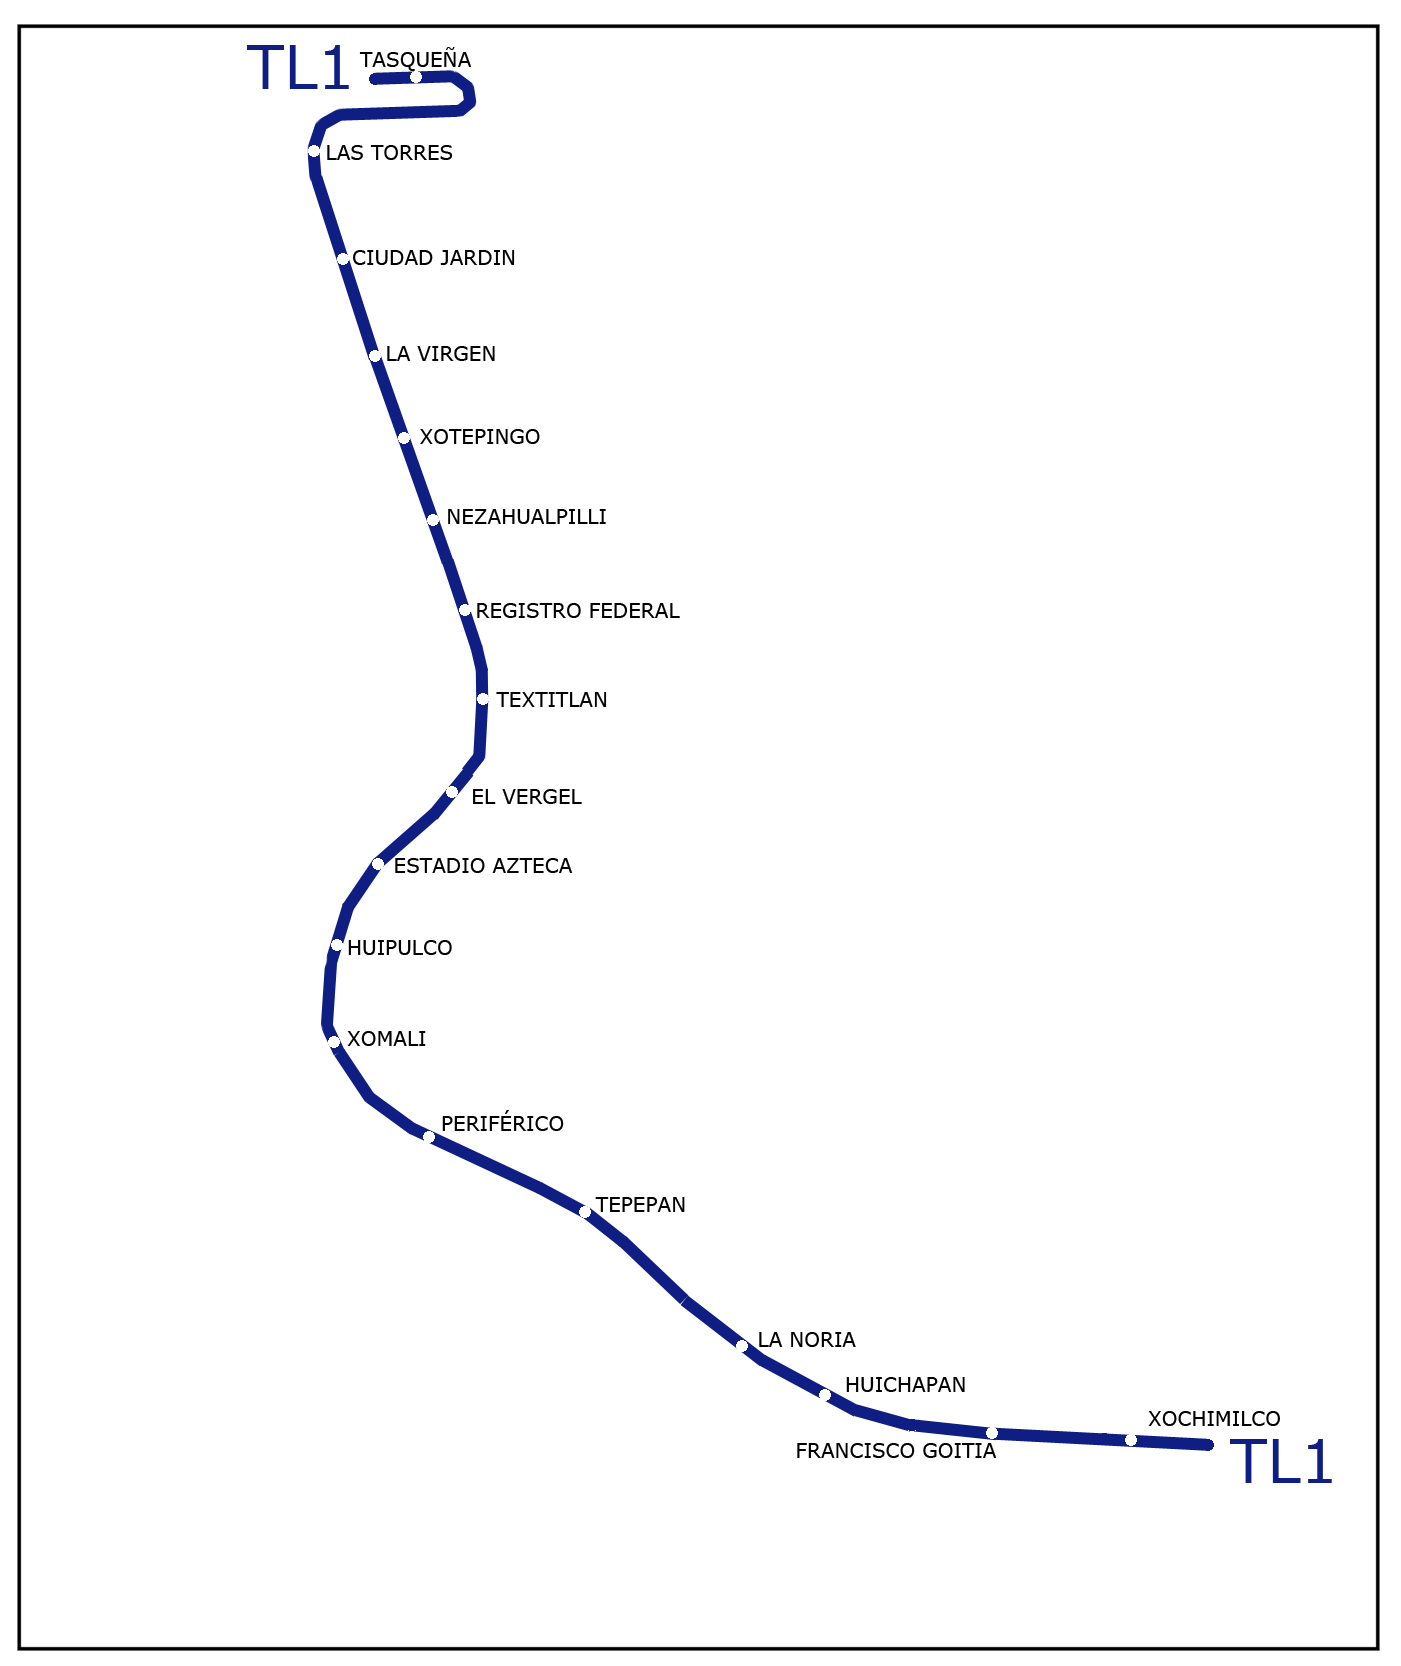 TL1
TASQUEÑA
LAS TORRES
CIUDAD JARDIN
LA VIRGEN
XOTEPINGO
NEZAHUALPILLI
REGISTRO FEDERAL
TEXTITLAN
EL VERGEL
ESTADIO AZTECA
HUIPULCO
XOMALI
PERIFÉRICO
TEPEPAN
LA NORIA
HUICHAPAN
FRANCISCO GOITIA
XOCHIMILCO
TL1